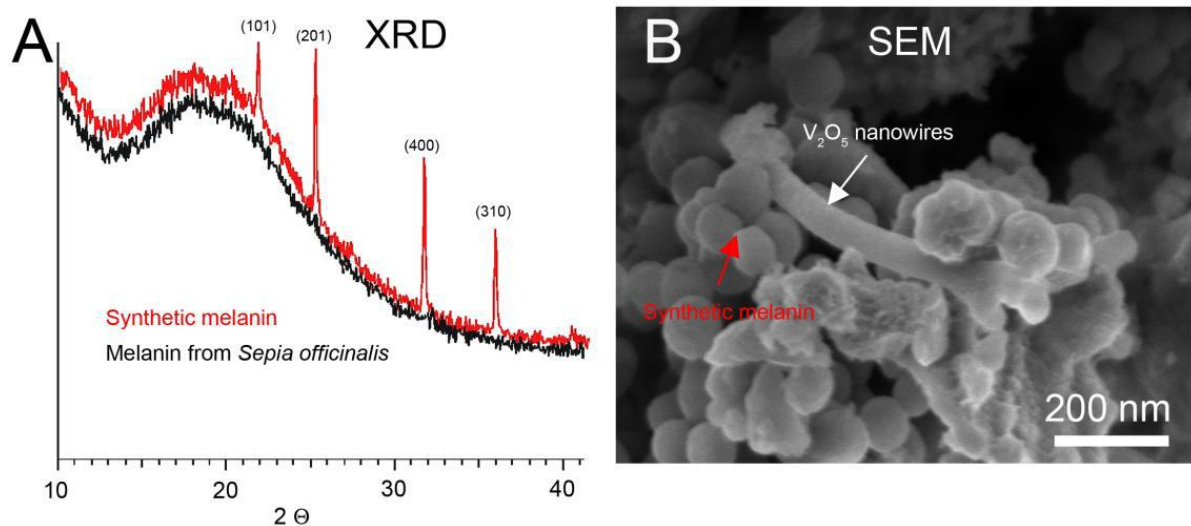 A
XRD
(101)
(201)
(400)
(310)
Synthetic melanin
Melanin from Sepia officinalis
10
20
30
40
2 Θ
B
SEM
V₂O₅ nanowires
Synthetic melanin
200 nm